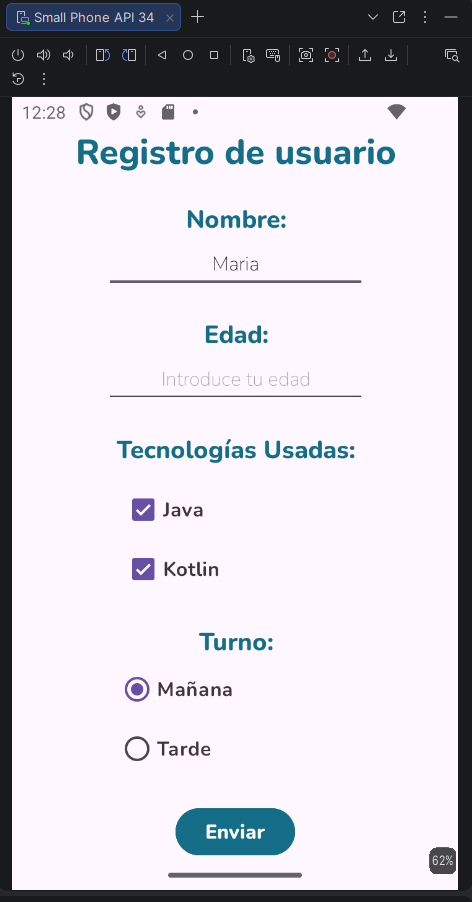 Small Phone API 34
12:28
Registro de usuario
Nombre:
Maria
Edad:
Introduce tu edad
Tecnologías Usadas:
Java
Kotlin
Turno:
Mañana
Tarde
Enviar
62%